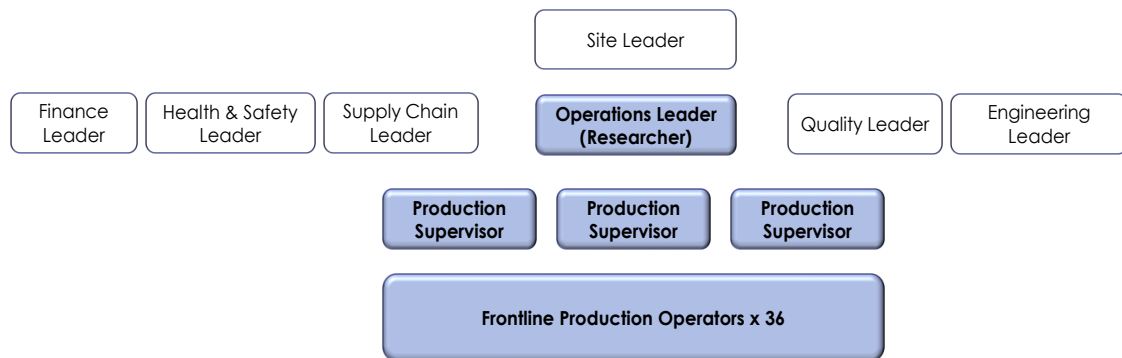 Site Leader
Finance
Leader
Health & Safety
Leader
Supply Chain
Leader
Operations Leader
(Researcher)
Quality Leader
Engineering
Leader
Production
Supervisor
Production
Supervisor
Production
Supervisor
Frontline Production Operators x 36